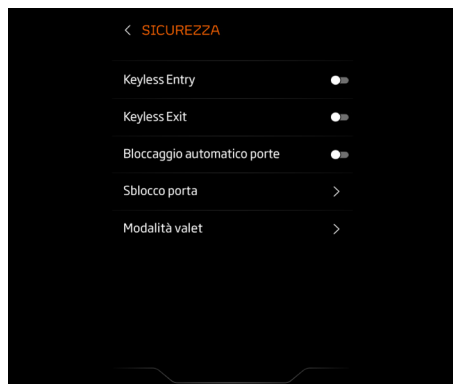 SICUREZZA
Keyless Entry
Keyless Exit
Bloccaggio automatico porte
Sblocco porta
Modalità valet